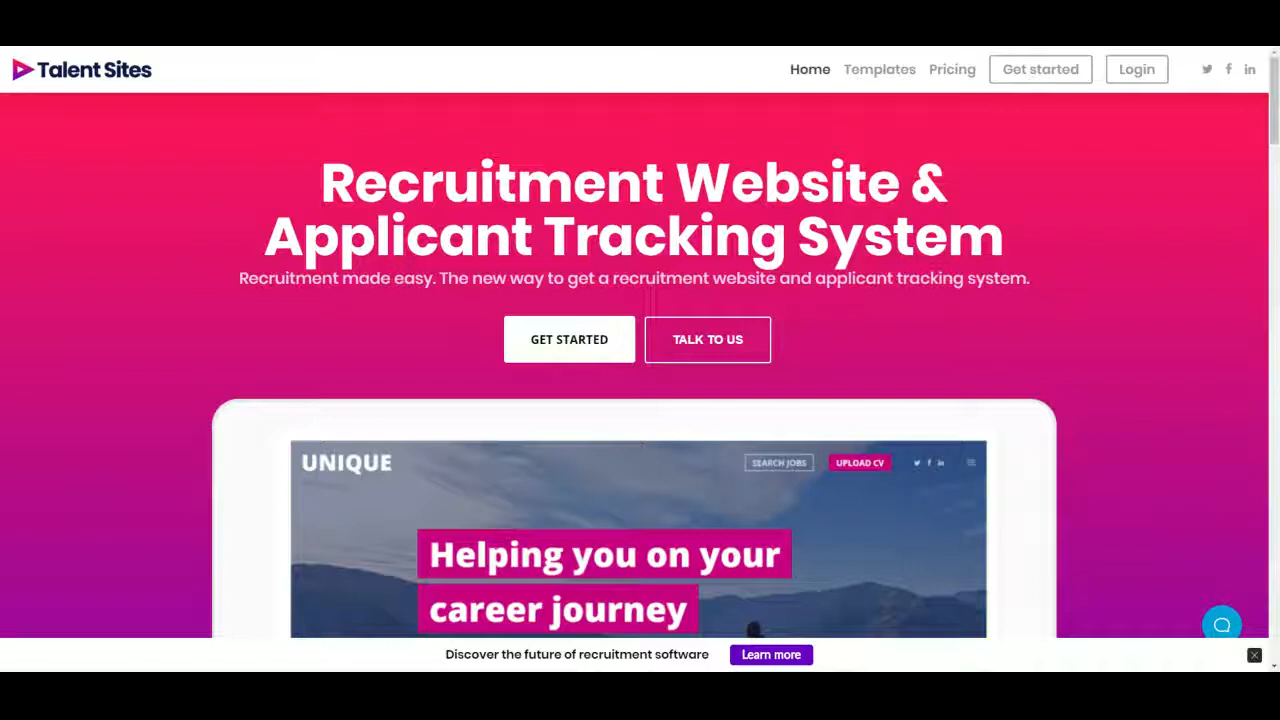 Talent Sites
Home Templates Pricing Get started Login
Recruitment Website &
Applicant Tracking System
Recruitment made easy. The new way to get a recruitment website and applicant tracking system.
GET STARTED TALK TO US
UNIQUE SEARCH JOBS UPLOAD CV
Helping you on your
career journey
Discover the future of recruitment software Learn more